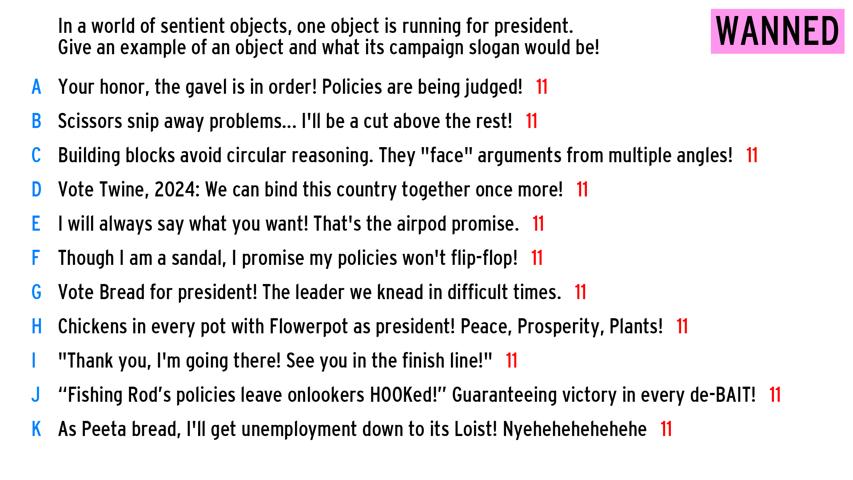 In a world of sentient objects, one object is running for president.
Give an example of an object and what its campaign slogan would be!
WANNED
A Your honor, the gavel is in order! Policies are being judged! 11
B Scissors snip away problems... I'll be a cut above the rest! 11
C Building blocks avoid circular reasoning. They "face" arguments from multiple angles! 11
D Vote Twine, 2024: We can bind this country together once more! 11
E I will always say what you want! That's the airpod promise. 11
F Though I am a sandal, I promise my policies won't flip-flop! 11
G Vote Bread for president! The leader we knead in difficult times. 11
H Chickens in every pot with Flowerpot as president! Peace, Prosperity, Plants! 11
I "Thank you, I'm going there! See you in the finish line!" 11
J “Fishing Rod’s policies leave onlookers HOOKed!” Guaranteeing victory in every de-BAIT! 11
K As Peeta bread, I'll get unemployment down to its Loist! Nyehehehehehehe 11